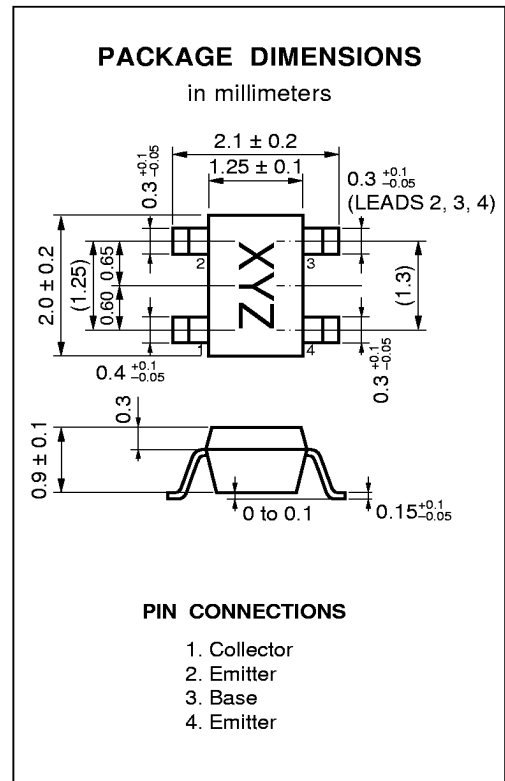 PACKAGE DIMENSIONS
in millimeters
2.1 ± 0.2
1.25 ± 0.1
0.3 +0.1 −0.05
0.3 +0.1 −0.05
(LEADS 2, 3, 4)
2.0 ± 0.2
(1.25)
0.65
0.60
XYZ
2
3
1
4
(1.3)
0.4 +0.1 −0.05
0.3 +0.1 −0.05
0.9 ± 0.1
0.3
0 to 0.1
0.15 +0.1 −0.05
PIN CONNECTIONS
1. Collector
2. Emitter
3. Base
4. Emitter